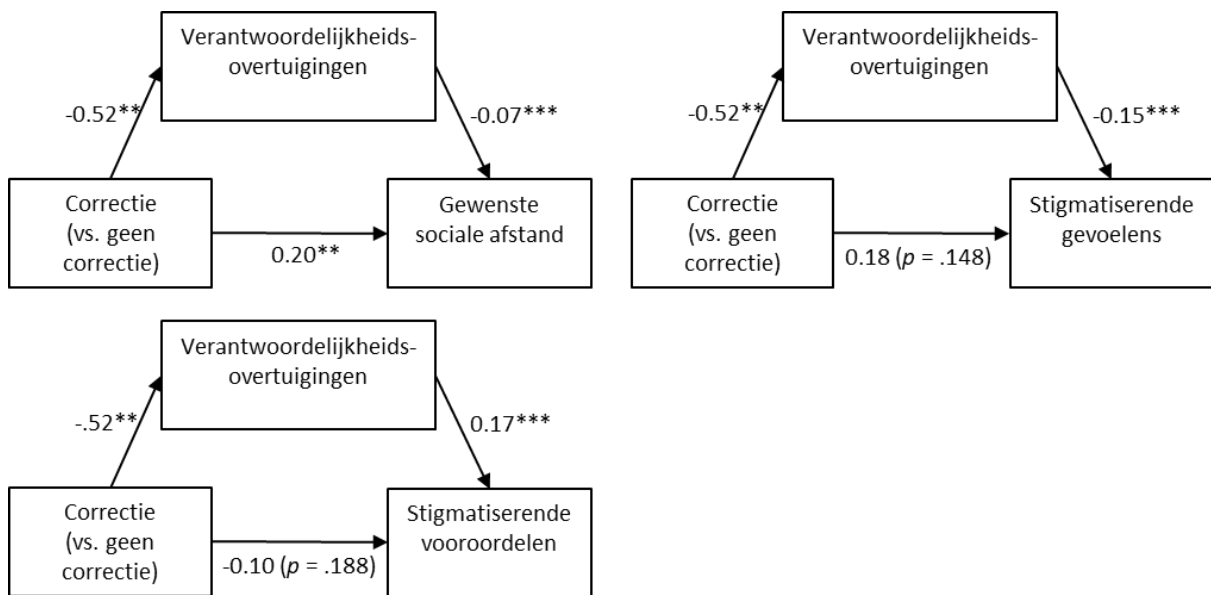 Verantwoordelijkheids-
overtuigingen
-0.52**
-0.07***
Correctie
(vs. geen
correctie)
0.20**
Gewenste
sociale afstand
Verantwoordelijkheids-
overtuigingen
-0.52**
-0.15***
Correctie
(vs. geen
correctie)
0.18 (p = .148)
Stigmatiserende
gevoelens
Verantwoordelijkheids-
overtuigingen
-.52**
0.17***
Correctie
(vs. geen
correctie)
-0.10 (p = .188)
Stigmatiserende
vooroordelen